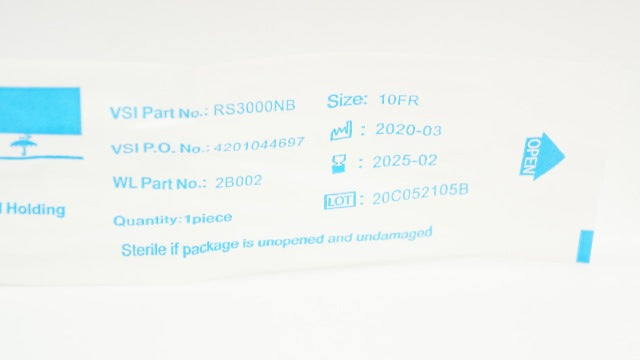 VSI Part No.: RS3000NB
VSI P.O. No.: 4201044697
WL Part No.: 2B002
Quantity: 1piece
Sterile if package is unopened and undamaged
Size: 10FR
: 2020-03
: 2025-02
LOT : 20C052105B
OPEN
Holding